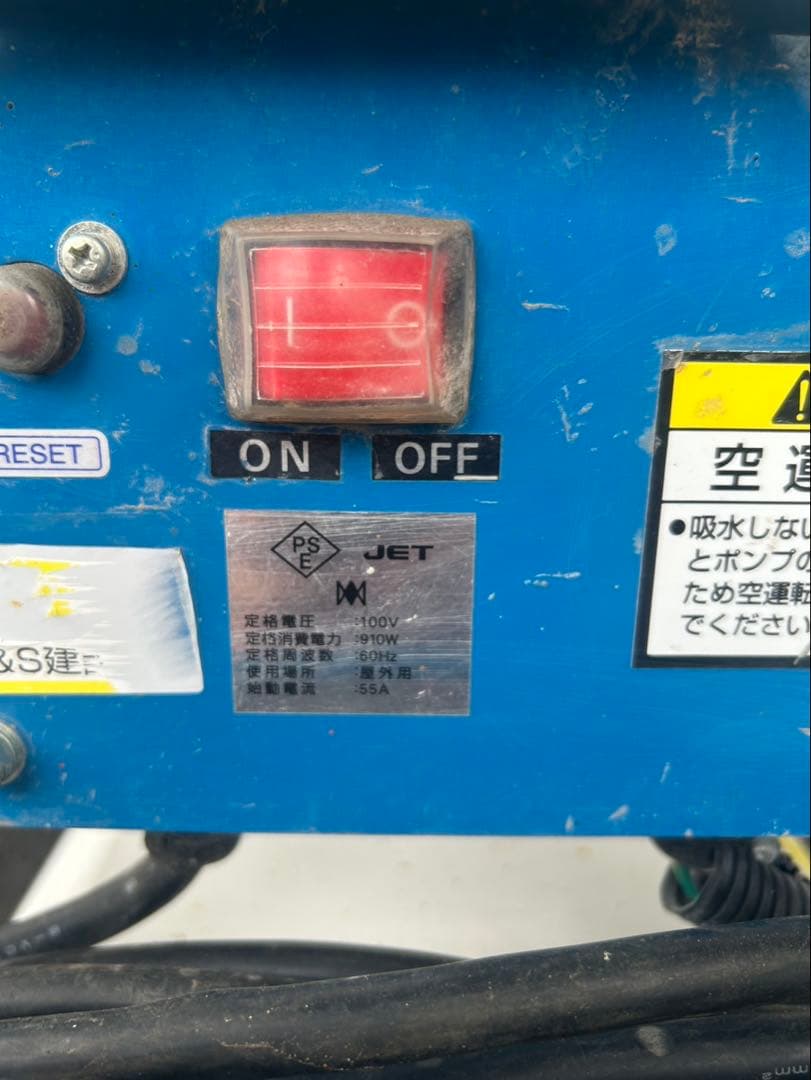 I O
ON OFF
RESET
PS
E
JET
定格電圧 :100V
定格消費電力 :910W
定格周波数 :60Hz
使用場所 :屋外用
始動電流 :55A
&S建
!
空運
●吸水しない
とポンプの
ため空運転
でください
mm²